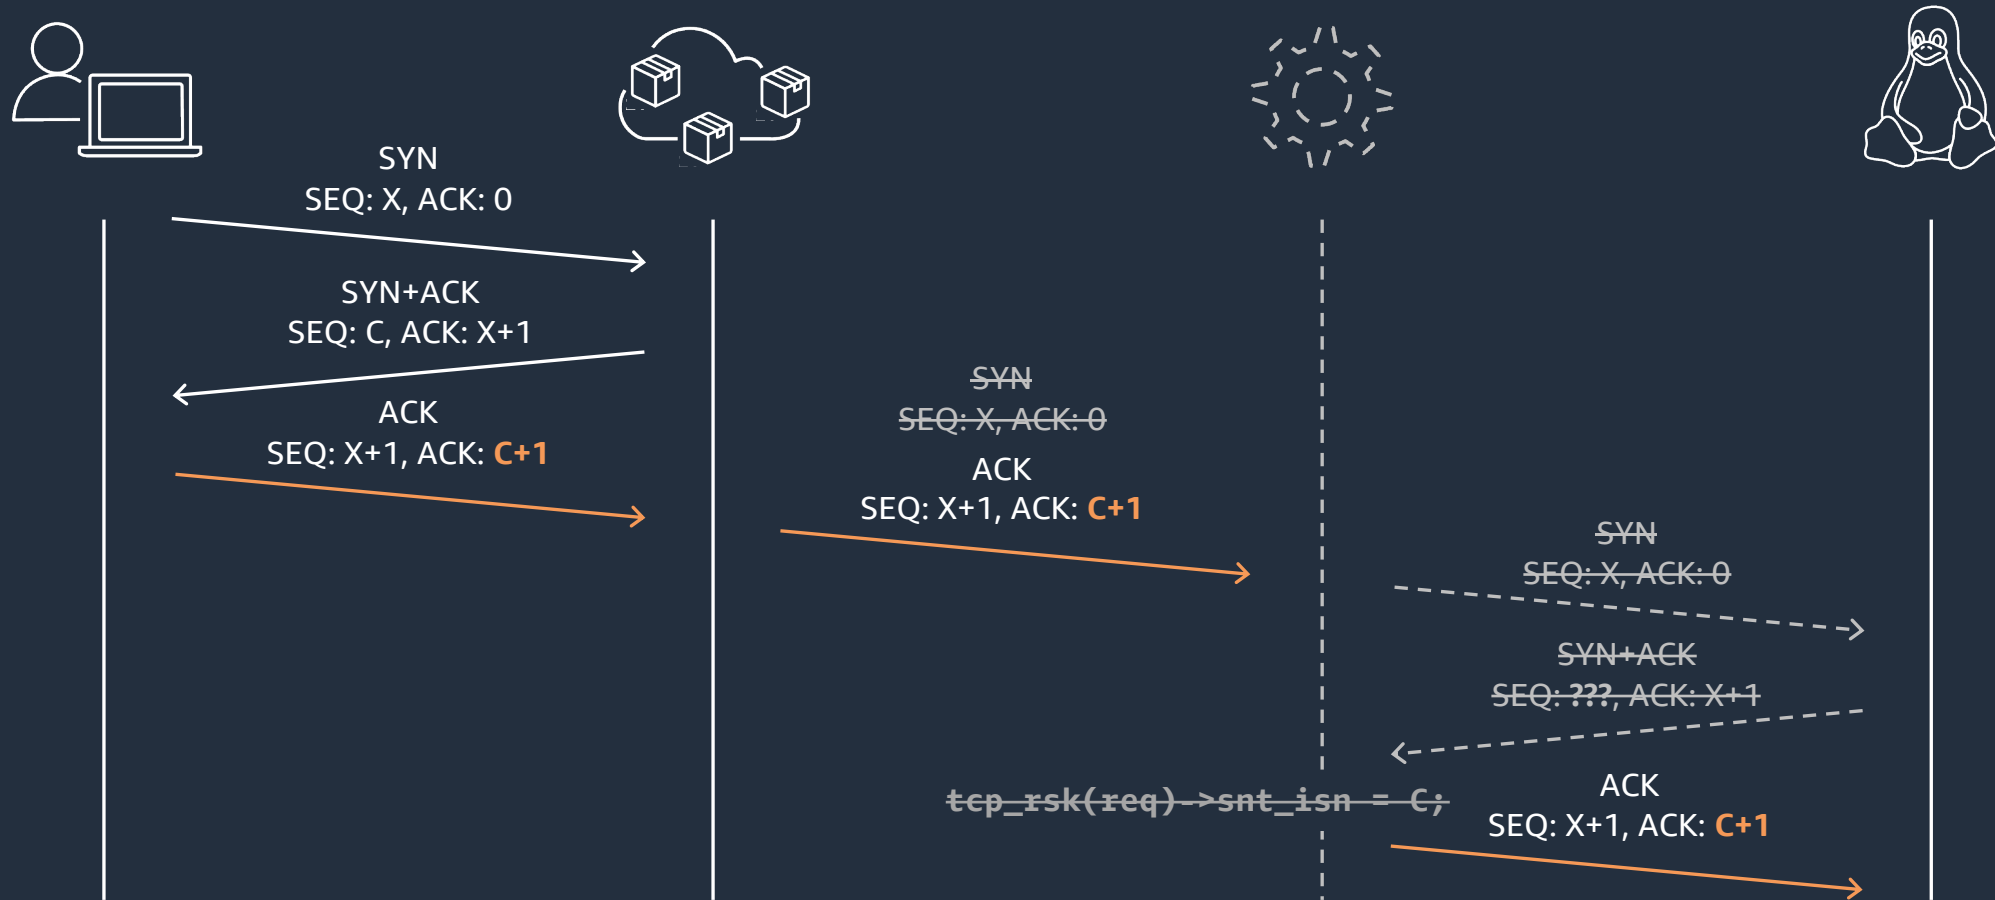 SYN
SEQ: X, ACK: 0
SYN+ACK
SEQ: C, ACK: X+1
ACK
SEQ: X+1, ACK: C+1
SYN
SEQ: X, ACK: 0
ACK
SEQ: X+1, ACK: C+1
SYN
SEQ: X, ACK: 0
SYN+ACK
SEQ: ???, ACK: X+1
tcp_rsk(req)->snt_isn = C;
ACK
SEQ: X+1, ACK: C+1